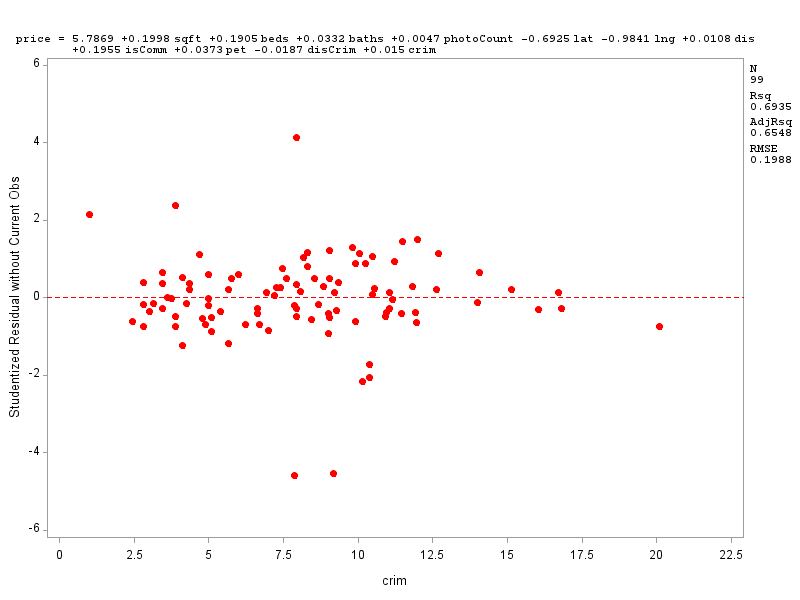 price = 5.7869 +0.1998 sqft +0.1905 beds +0.0332 baths +0.0047 photoCount -0.6925 lat -0.9841 lng +0.0108 dis
+0.1955 isComm +0.0373 pet -0.0187 disCrim +0.015 crim
N
99
Rsq
0.6935
AdjRsq
0.6548
RMSE
0.1988
6
4
2
0
-2
-4
-6
Studentized Residual without Current Obs
0 2.5 5 7.5 10 12.5 15 17.5 20 22.5
crim